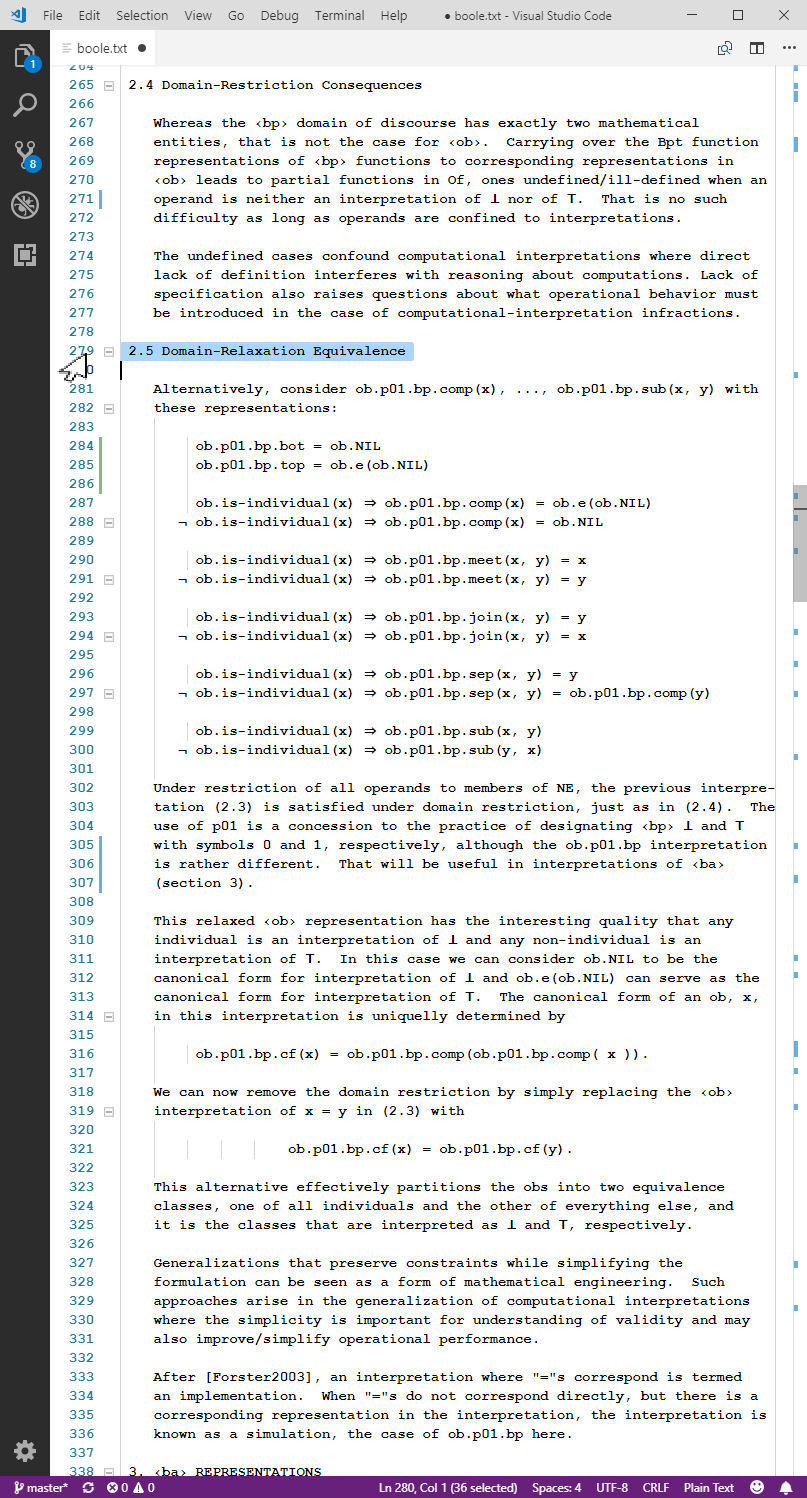 File Edit Selection View Go Debug Terminal Help ● boole.txt - Visual Studio Code
boole.txt ●
1
8
264
265 2.4 Domain-Restriction Consequences
266
267 Whereas the ‹bp› domain of discourse has exactly two mathematical
268 entities, that is not the case for ‹ob›.  Carrying over the Bpt function
269 representations of ‹bp› functions to corresponding representations in
270 ‹ob› leads to partial functions in Of, ones undefined/ill-defined when an
271 operand is neither an interpretation of ⊥ nor of ⊤.  That is no such
272 difficulty as long as operands are confined to interpretations.
273
274 The undefined cases confound computational interpretations where direct
275 lack of definition interferes with reasoning about computations. Lack of
276 specification also raises questions about what operational behavior must
277 be introduced in the case of computational-interpretation infractions.
278
279 2.5 Domain-Relaxation Equivalence
0
281 Alternatively, consider ob.p01.bp.comp(x), ..., ob.p01.bp.sub(x, y) with
282 these representations:
283
284 ob.p01.bp.bot = ob.NIL
285 ob.p01.bp.top = ob.e(ob.NIL)
286
287 ob.is-individual(x) ⇒ ob.p01.bp.comp(x) = ob.e(ob.NIL)
288 ¬ ob.is-individual(x) ⇒ ob.p01.bp.comp(x) = ob.NIL
289
290 ob.is-individual(x) ⇒ ob.p01.bp.meet(x, y) = x
291 ¬ ob.is-individual(x) ⇒ ob.p01.bp.meet(x, y) = y
292
293 ob.is-individual(x) ⇒ ob.p01.bp.join(x, y) = y
294 ¬ ob.is-individual(x) ⇒ ob.p01.bp.join(x, y) = x
295
296 ob.is-individual(x) ⇒ ob.p01.bp.sep(x, y) = y
297 ¬ ob.is-individual(x) ⇒ ob.p01.bp.sep(x, y) = ob.p01.bp.comp(y)
298
299 ob.is-individual(x) ⇒ ob.p01.bp.sub(x, y)
300 ¬ ob.is-individual(x) ⇒ ob.p01.bp.sub(y, x)
301
302 Under restriction of all operands to members of NE, the previous interpre-
303 tation (2.3) is satisfied under domain restriction, just as in (2.4).  The
304 use of p01 is a concession to the practice of designating ‹bp› ⊥ and ⊤
305 with symbols 0 and 1, respectively, although the ob.p01.bp interpretation
306 is rather different.  That will be useful in interpretations of ‹ba›
307 (section 3).
308
309 This relaxed ‹ob› representation has the interesting quality that any
310 individual is an interpretation of ⊥ and any non-individual is an
311 interpretation of ⊤.  In this case we can consider ob.NIL to be the
312 canonical form for interpretation of ⊥ and ob.e(ob.NIL) can serve as the
313 canonical form for interpretation of ⊤.  The canonical form of an ob, x,
314 in this interpretation is uniquelly determined by
315
316 ob.p01.bp.cf(x) = ob.p01.bp.comp(ob.p01.bp.comp( x )).
317
318 We can now remove the domain restriction by simply replacing the ‹ob›
319 interpretation of x = y in (2.3) with
320
321 ob.p01.bp.cf(x) = ob.p01.bp.cf(y).
322
323 This alternative effectively partitions the obs into two equivalence
324 classes, one of all individuals and the other of everything else, and
325 it is the classes that are interpreted as ⊥ and ⊤, respectively.
326
327 Generalizations that preserve constraints while simplifying the
328 formulation can be seen as a form of mathematical engineering.  Such
329 approaches arise in the generalization of computational interpretations
330 where the simplicity is important for understanding of validity and may
331 also improve/simplify operational performance.
332
333 After [Forster2003], an interpretation where "="s correspond is termed
334 an implementation.  When "="s do not correspond directly, but there is a
335 corresponding representation in the interpretation, the interpretation is
336 known as a simulation, the case of ob.p01.bp here.
337
338 3. ‹ba› REPRESENTATIONS
master* 0 0 Ln 280, Col 1 (36 selected) Spaces: 4 UTF-8 CRLF Plain Text